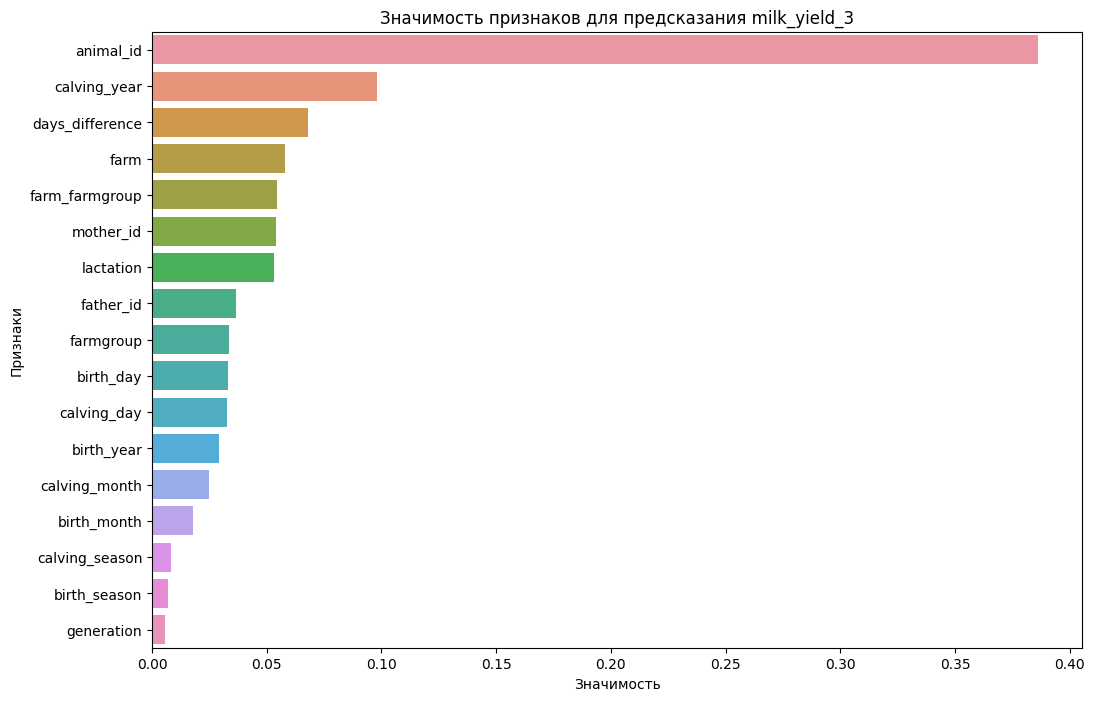 Значимость признаков для предсказания milk_yield_3
animal_id
calving_year
days_difference
farm
farm_farmgroup
mother_id
lactation
father_id
farmgroup
birth_day
calving_day
birth_year
calving_month
birth_month
calving_season
birth_season
generation
Признаки
0.00 0.05 0.10 0.15 0.20 0.25 0.30 0.35 0.40
Значимость